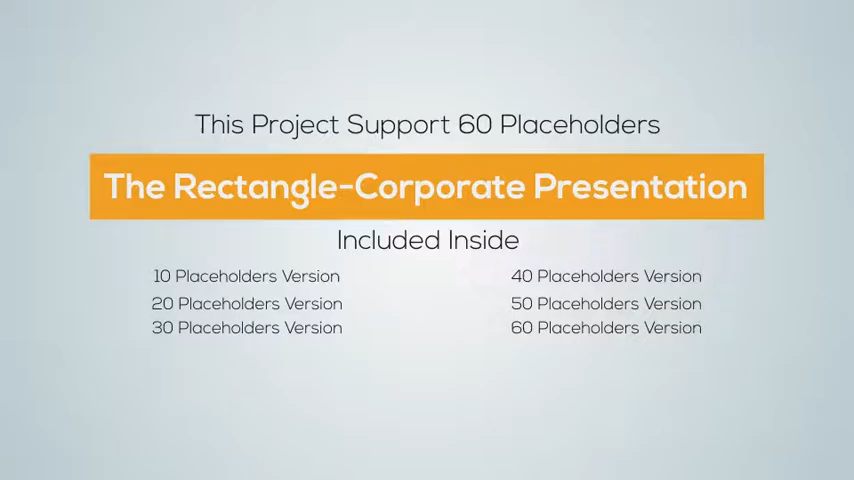 This Project Support 60 Placeholders
The Rectangle-Corporate Presentation
Included Inside
10 Placeholders Version
20 Placeholders Version
30 Placeholders Version
40 Placeholders Version
50 Placeholders Version
60 Placeholders Version